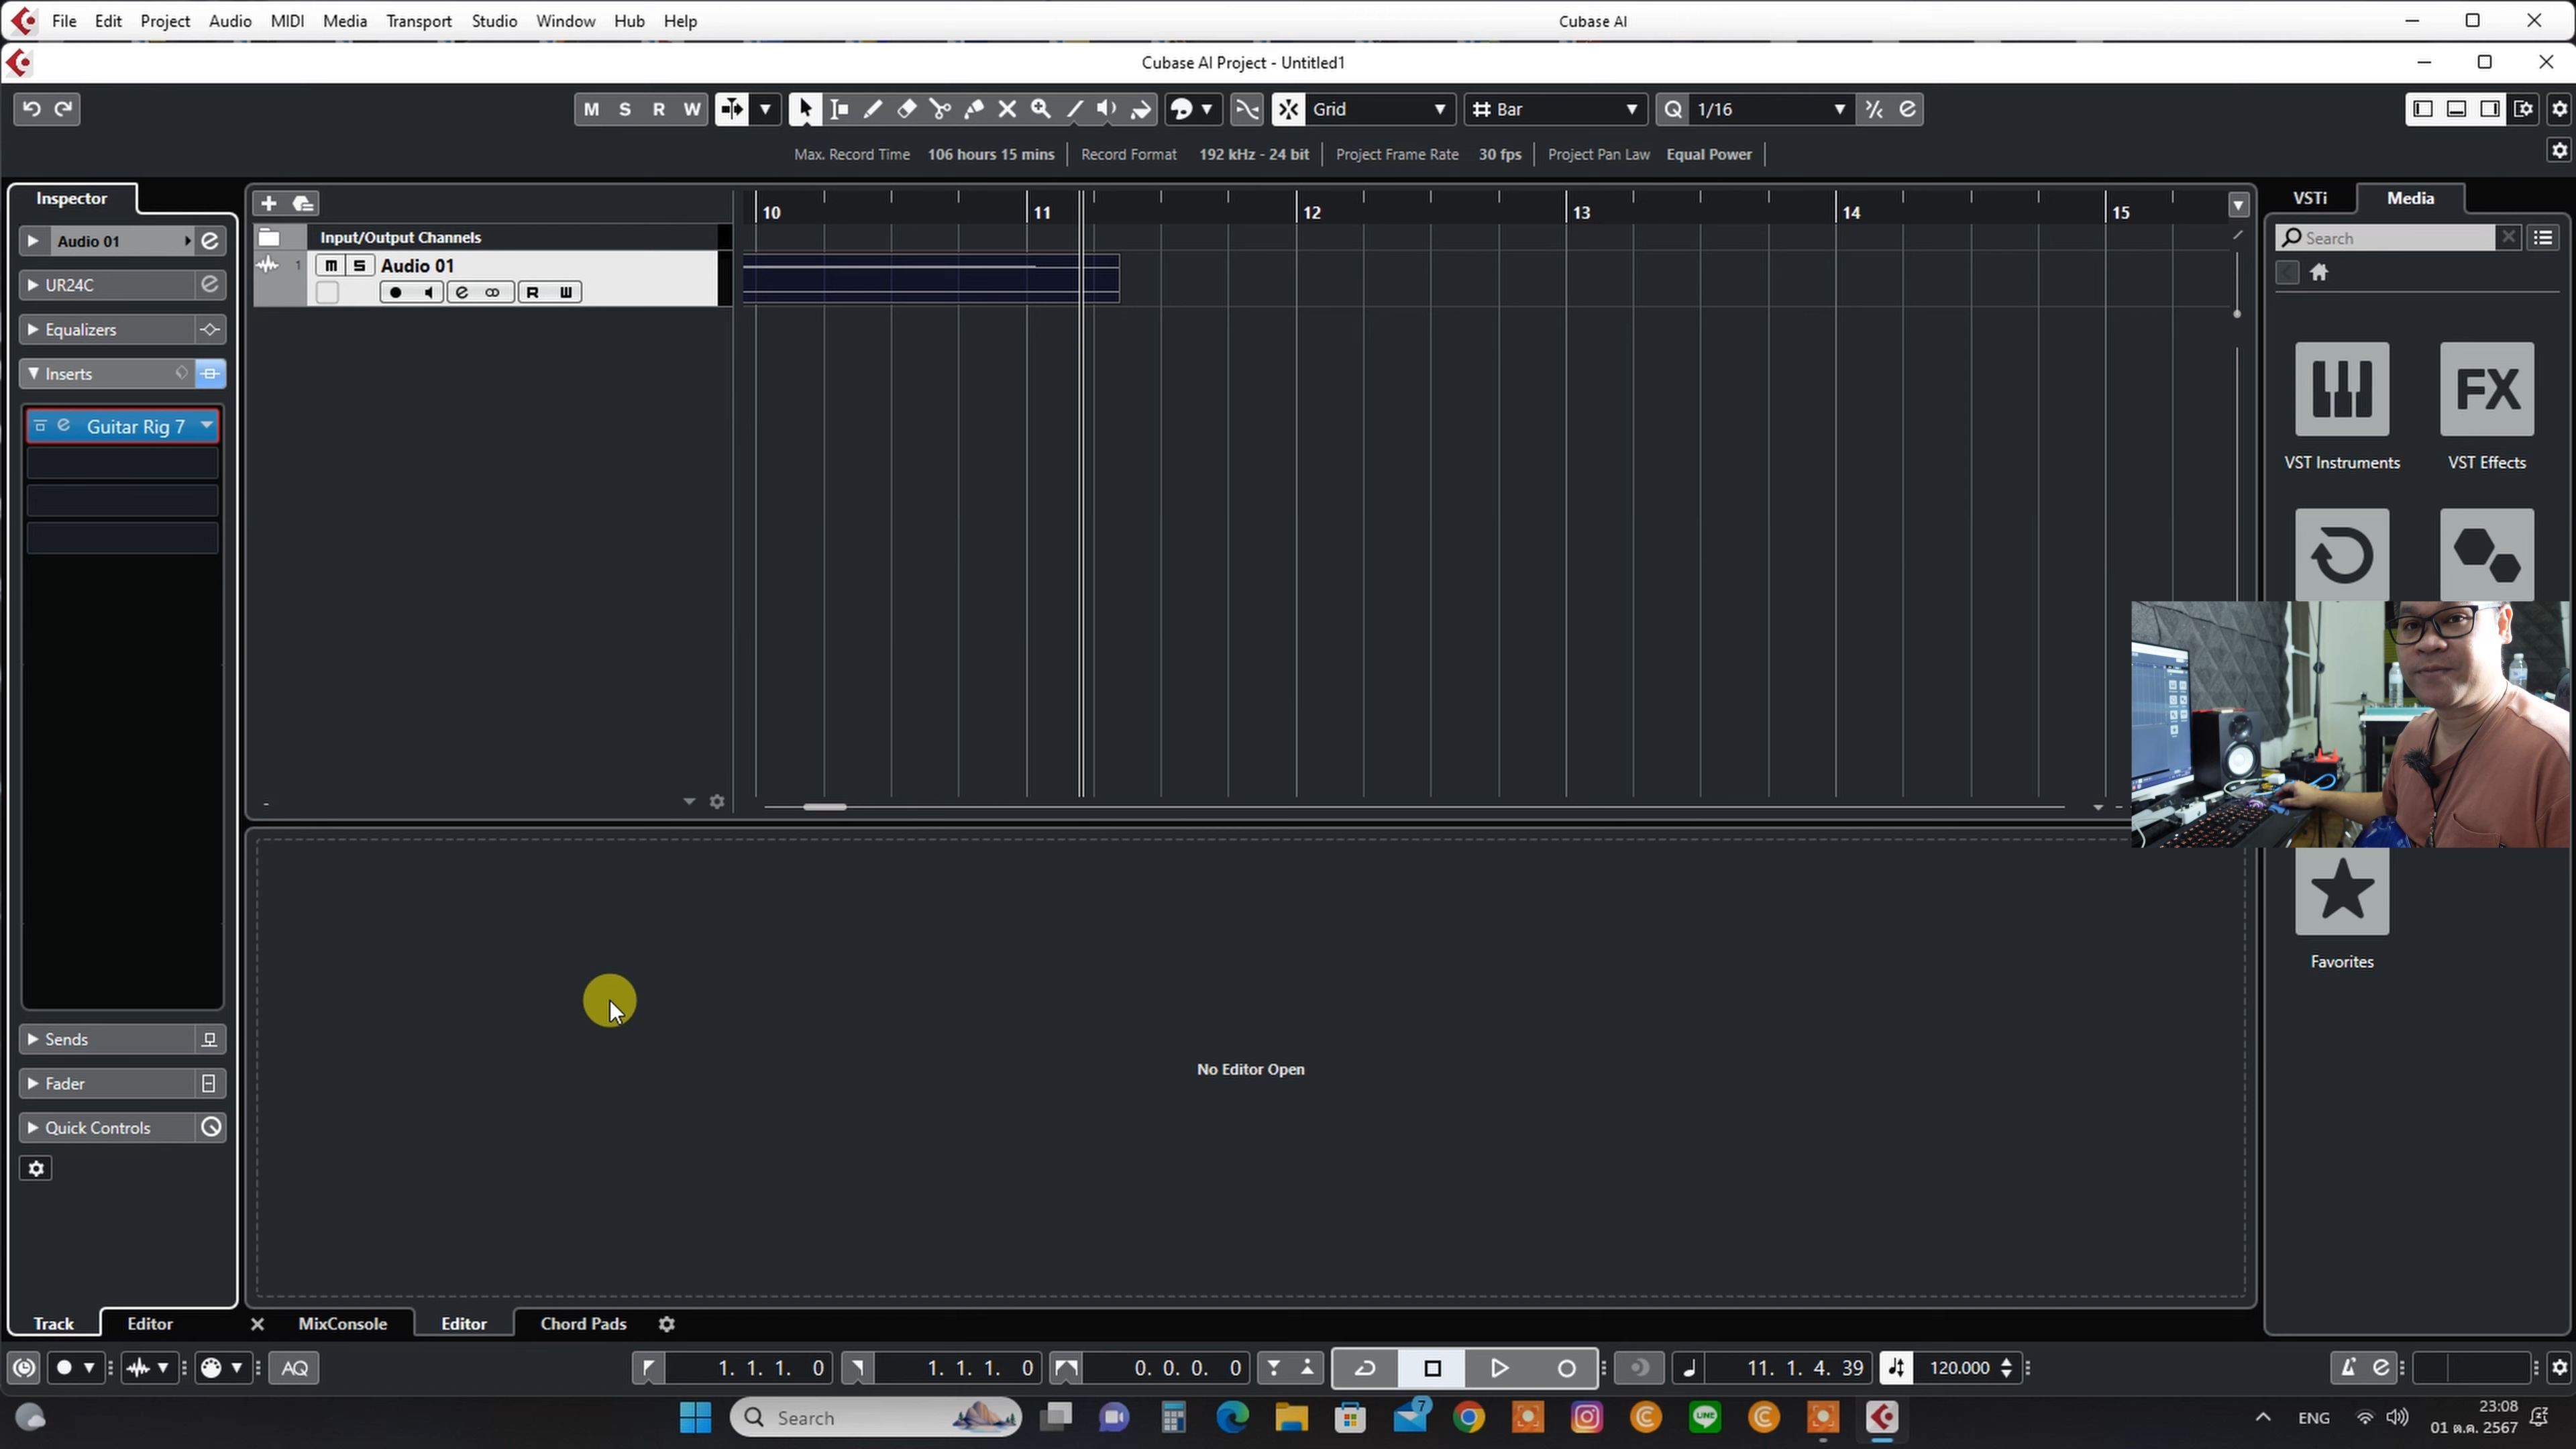 File Edit Project Audio MIDI Media Transport Studio Window Hub Help Cubase AI
Cubase AI Project - Untitled1
M S R W Grid Bar Q 1/16
Max. Record Time 106 hours 15 mins Record Format 192 kHz - 24 bit Project Frame Rate 30 fps Project Pan Law Equal Power
Inspector
Audio 01
UR24C
Equalizers
Inserts
Guitar Rig 7
Sends
Fader
Quick Controls
Track Editor
10 11 12 13 14 15
Input/Output Channels
1 m S Audio 01
R W
VSTi Media
Search
FX
VST Instruments VST Effects
Favorites
No Editor Open
MixConsole Editor Chord Pads
AQ 1. 1. 1. 0 1. 1. 1. 0 0. 0. 0. 0 11. 1. 4. 39 120.000
Search 7 LINE ENG 23:08
01 ต.ค. 2567